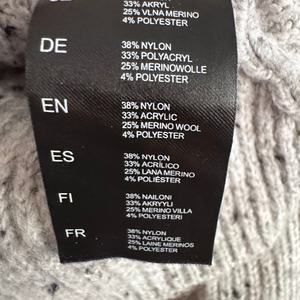 33% AKRYL
25% VLNA MERINO
4% POLYESTER
DE 38% NYLON
33% POLYACRYL
25% MERINOWOLLE
4% POLYESTER
EN 38% NYLON
33% ACRYLIC
25% MERINO WOOL
4% POLYESTER
ES 38% NYLON
33% ACRÍLICO
25% LANA MERINO
4% POLIÉSTER
FI 38% NAILONI
33% AKRYYLI
25% MERINO VILLA
4% POLYESTERI
FR 38% NYLON
33% ACRYLIQUE
25% LAINE MERINOS
4% POLYESTER